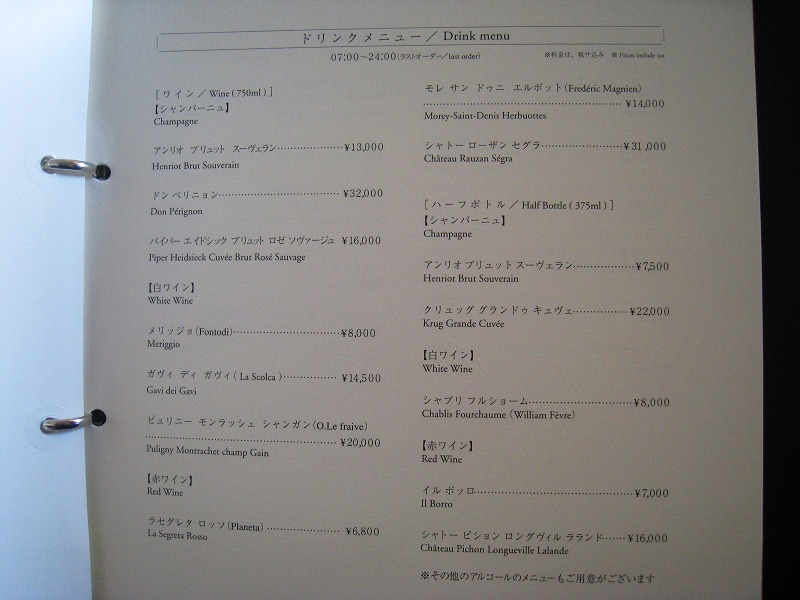 ドリンクメニュー／Drink menu
07:00~24:00(ラストオーダー／last order)
※料金は、税サ込み ※ Prices include tax
[ワイン／Wine (750ml)]
【シャンパーニュ】
Champagne
アンリオ ブリュット スーヴェラン…………………¥13,000
Henriot Brut Souverain
ドン ペリニョン……………………………¥32,000
Don Pérignon
パイパー エイドシック ブリュット ロゼ ソヴァージュ ¥16,000
Piper Heidsieck Cuvée Brut Rosé Sauvage
【白ワイン】
White Wine
メリッジョ(Fontodi)……………………………¥8,000
Meriggio
ガヴィ ディ ガヴィ( La Scolca )……………¥14,500
Gavi dei Gavi
ピュリニー モンラッシェ シャンガン(O.Le fraive)
……………………………………………………¥20,000
Puligny Montrachet champ Gain
【赤ワイン】
Red Wine
ラセグレタ ロッソ(Planeta)…………………… ¥6,800
La Segreta Rosso
モレ サン ドゥニ エルボット(Fredéric Magnien)
……………………………………………………¥14,000
Morey-Saint-Denis Herbuottes
シャトー ローザン セグラ……………………¥31,000
Château Rauzan Ségra
[ハーフボトル／Half Bottle (375ml)]
【シャンパーニュ】
Champagne
アンリオ ブリュット スーヴェラン………………¥7,500
Henriot Brut Souverain
クリュッグ グランドゥ キュヴェ………………¥22,000
Krug Grande Cuvée
【白ワイン】
White Wine
シャブリ フルショーム……………………………¥8,000
Chablis Fourchaume (William Fèvre)
【赤ワイン】
Red Wine
イル ボッロ……………………………………………¥7,000
Il Borro
シャトー ピション ロングヴィル ラランド……¥16,000
Château Pichon Longueville Lalande
※その他のアルコールのメニューもご用意がございます